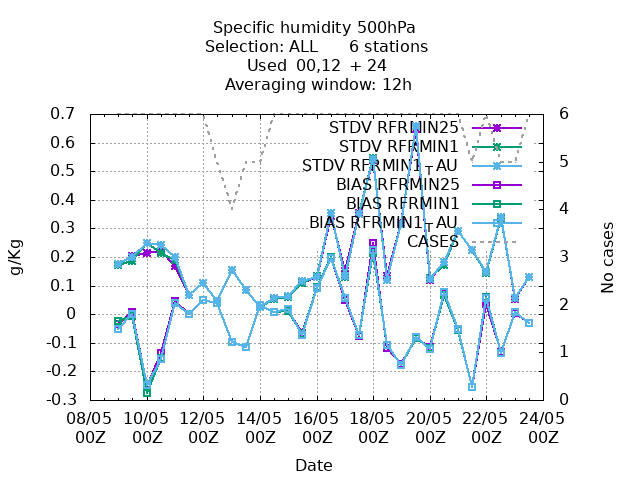 Specific humidity 500hPa
Selection: ALL 6 stations
Used 00,12 + 24
Averaging window: 12h
0.7
0.6
0.5
0.4
0.3
0.2
0.1
0
-0.1
-0.2
-0.3
g/Kg
STDV RFRMIN25
STDV RFRMIN1
STDV RFRMIN1-AU
BIAS RFRMIN25
BIAS RFRMIN1
BIAS RFRMIN1-AU
CASES
6
5
4
3
2
1
0
No cases
08/05 10/05 12/05 14/05 16/05 18/05 20/05 22/05 24/05
00Z 00Z 00Z 00Z 00Z 00Z 00Z 00Z 00Z
Date